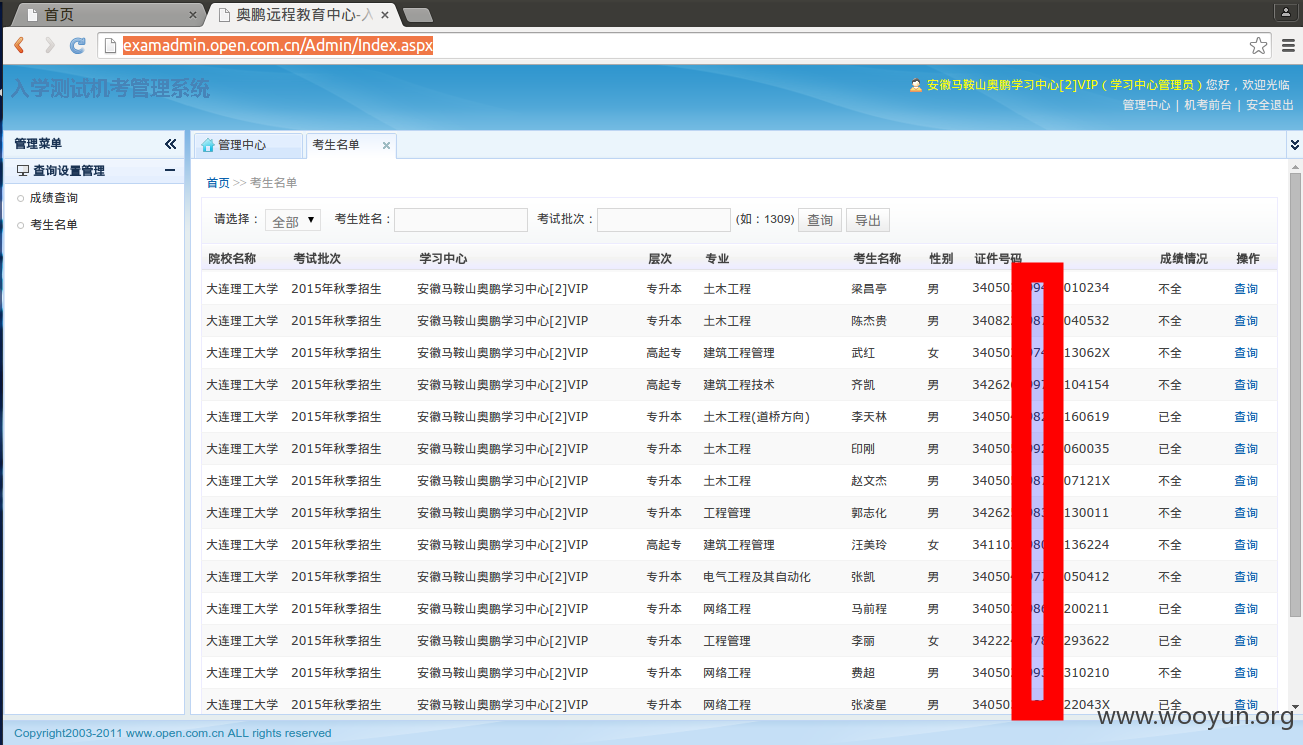 首页
奥鹏远程教育中心-入
examadmin.open.com.cn/Admin/Index.aspx
入学测试机考管理系统
安徽马鞍山奥鹏学习中心[2]VIP（学习中心管理员）您好，欢迎光临
管理中心 | 机考前台 | 安全退出
管理菜单
查询设置管理
成绩查询
考生名单
管理中心 考生名单
首页 >> 考生名单
请选择： 全部 考生姓名： 考试批次： (如：1309) 查询 导出
院校名称 考试批次 学习中心 层次 专业 考生名称 性别 证件号码 成绩情况 操作
大连理工大学 2015年秋季招生 安徽马鞍山奥鹏学习中心[2]VIP 专升本 土木工程 梁昌亭 男 34050 010234 不全 查询
大连理工大学 2015年秋季招生 安徽马鞍山奥鹏学习中心[2]VIP 专升本 土木工程 陈杰贵 男 34082 040532 不全 查询
大连理工大学 2015年秋季招生 安徽马鞍山奥鹏学习中心[2]VIP 高起专 建筑工程管理 武红 女 34050 13062X 不全 查询
大连理工大学 2015年秋季招生 安徽马鞍山奥鹏学习中心[2]VIP 高起专 建筑工程技术 齐凯 男 34262 104154 不全 查询
大连理工大学 2015年秋季招生 安徽马鞍山奥鹏学习中心[2]VIP 专升本 土木工程(道桥方向) 李天林 男 34050 160619 已全 查询
大连理工大学 2015年秋季招生 安徽马鞍山奥鹏学习中心[2]VIP 专升本 土木工程 印刚 男 34050 060035 已全 查询
大连理工大学 2015年秋季招生 安徽马鞍山奥鹏学习中心[2]VIP 专升本 土木工程 赵文杰 男 34050 07121X 不全 查询
大连理工大学 2015年秋季招生 安徽马鞍山奥鹏学习中心[2]VIP 专升本 工程管理 郭志化 男 34262 130011 不全 查询
大连理工大学 2015年秋季招生 安徽马鞍山奥鹏学习中心[2]VIP 高起专 建筑工程管理 汪美玲 女 34110 136224 不全 查询
大连理工大学 2015年秋季招生 安徽马鞍山奥鹏学习中心[2]VIP 专升本 电气工程及其自动化 张凯 男 34050 050412 不全 查询
大连理工大学 2015年秋季招生 安徽马鞍山奥鹏学习中心[2]VIP 专升本 网络工程 马前程 男 34050 200211 已全 查询
大连理工大学 2015年秋季招生 安徽马鞍山奥鹏学习中心[2]VIP 专升本 工程管理 李丽 女 34222 293622 已全 查询
大连理工大学 2015年秋季招生 安徽马鞍山奥鹏学习中心[2]VIP 专升本 网络工程 费超 男 34050 310210 不全 查询
大连理工大学 2015年秋季招生 安徽马鞍山奥鹏学习中心[2]VIP 专升本 网络工程 张凌星 男 34050 22043X 已全 查询
www.wooyun.org
Copyright2003-2011 www.open.com.cn ALL rights reserved